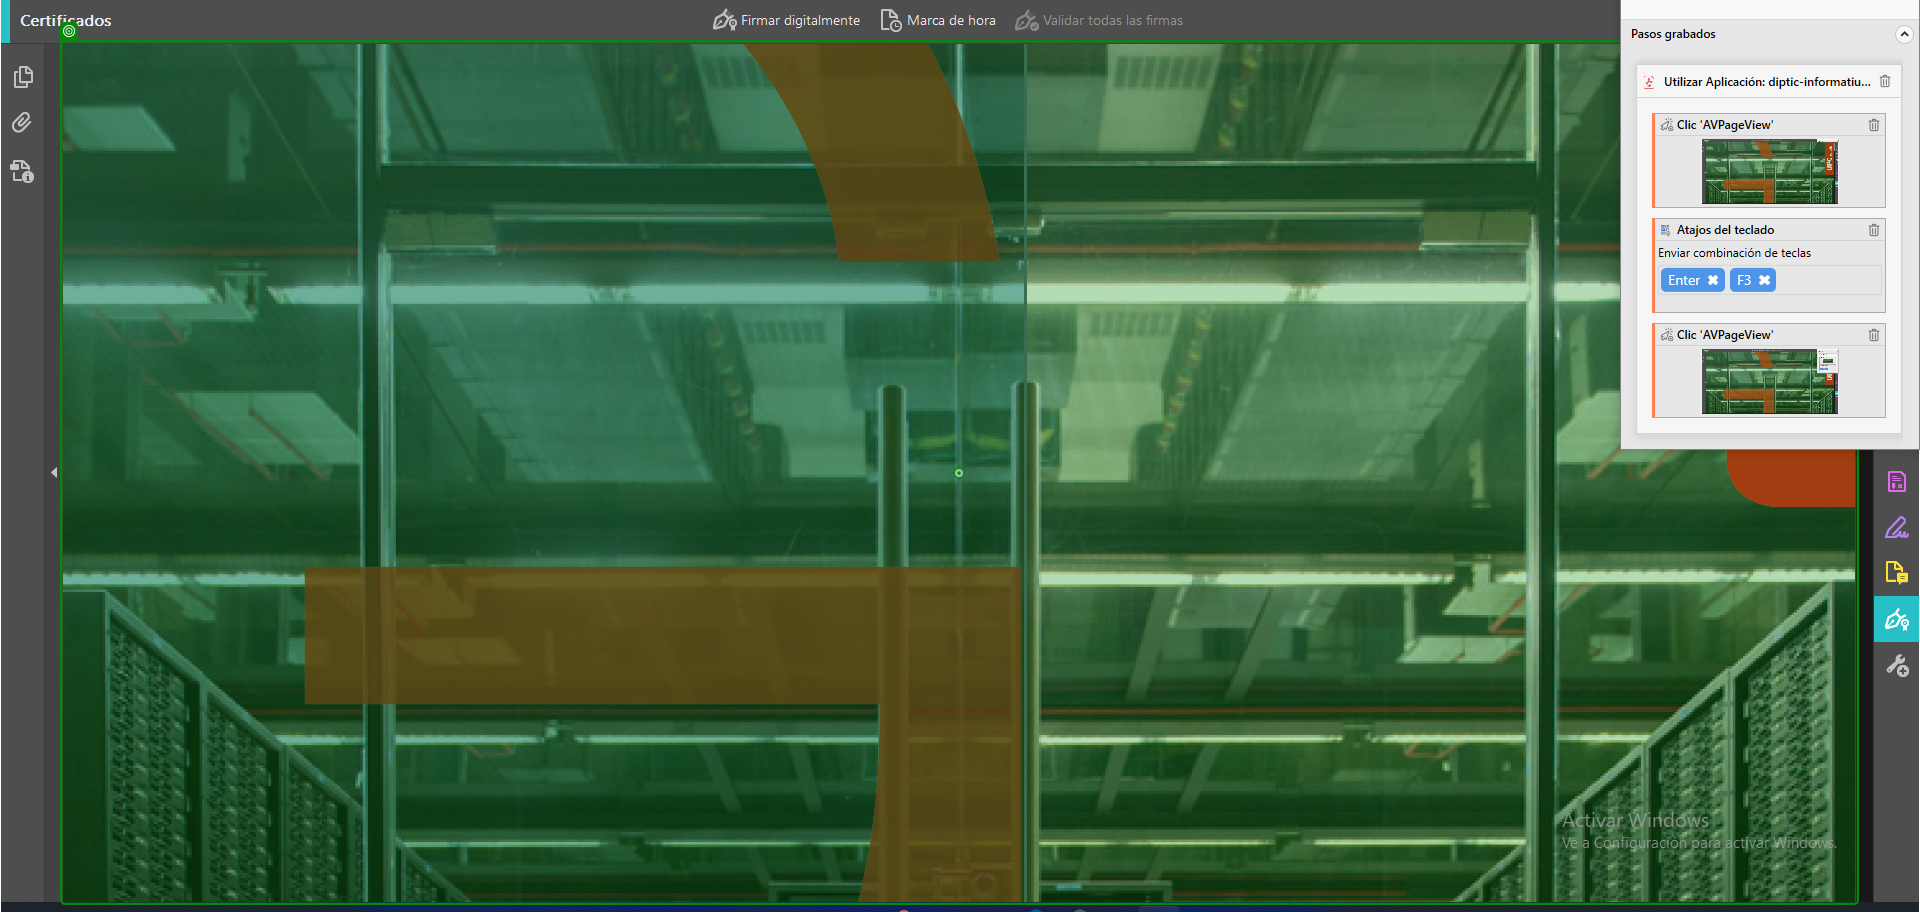 Certificados
Firmar digitalmente
Marca de hora
Validar todas las firmas
Pasos grabados
Utilizar Aplicación: diptic-informatiu...
Clic 'AVPageView'
Atajos del teclado
Enviar combinación de teclas
Enter
F3
Clic 'AVPageView'
Activar Windows
Ve a Configuración para activar Windows.